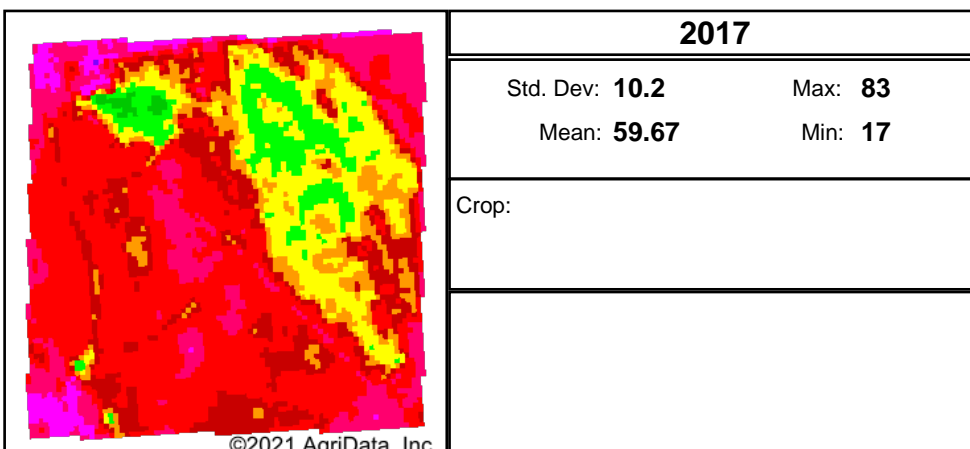 2017
Std. Dev: 10.2 Max: 83
Mean: 59.67 Min: 17
Crop:
©2021 AgriData, Inc